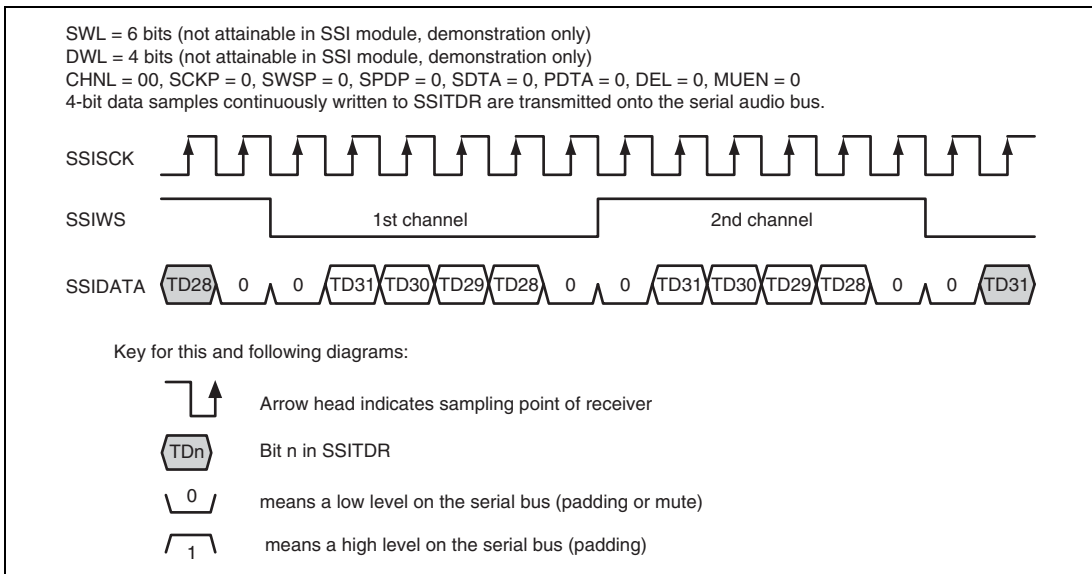 SWL = 6 bits (not attainable in SSI module, demonstration only)
DWL = 4 bits (not attainable in SSI module, demonstration only)
CHNL = 00, SCKP = 0, SWSP = 0, SPDP = 0, SDTA = 0, PDTA = 0, DEL = 0, MUEN = 0
4-bit data samples continuously written to SSITDR are transmitted onto the serial audio bus.
SSISCK
SSIWS 1st channel 2nd channel
SSIDATA TD28 0 0 TD31 TD30 TD29 TD28 0 0 TD31 TD30 TD29 TD28 0 0 TD31
Key for this and following diagrams:
Arrow head indicates sampling point of receiver
TDn Bit n in SSITDR
0 means a low level on the serial bus (padding or mute)
1 means a high level on the serial bus (padding)